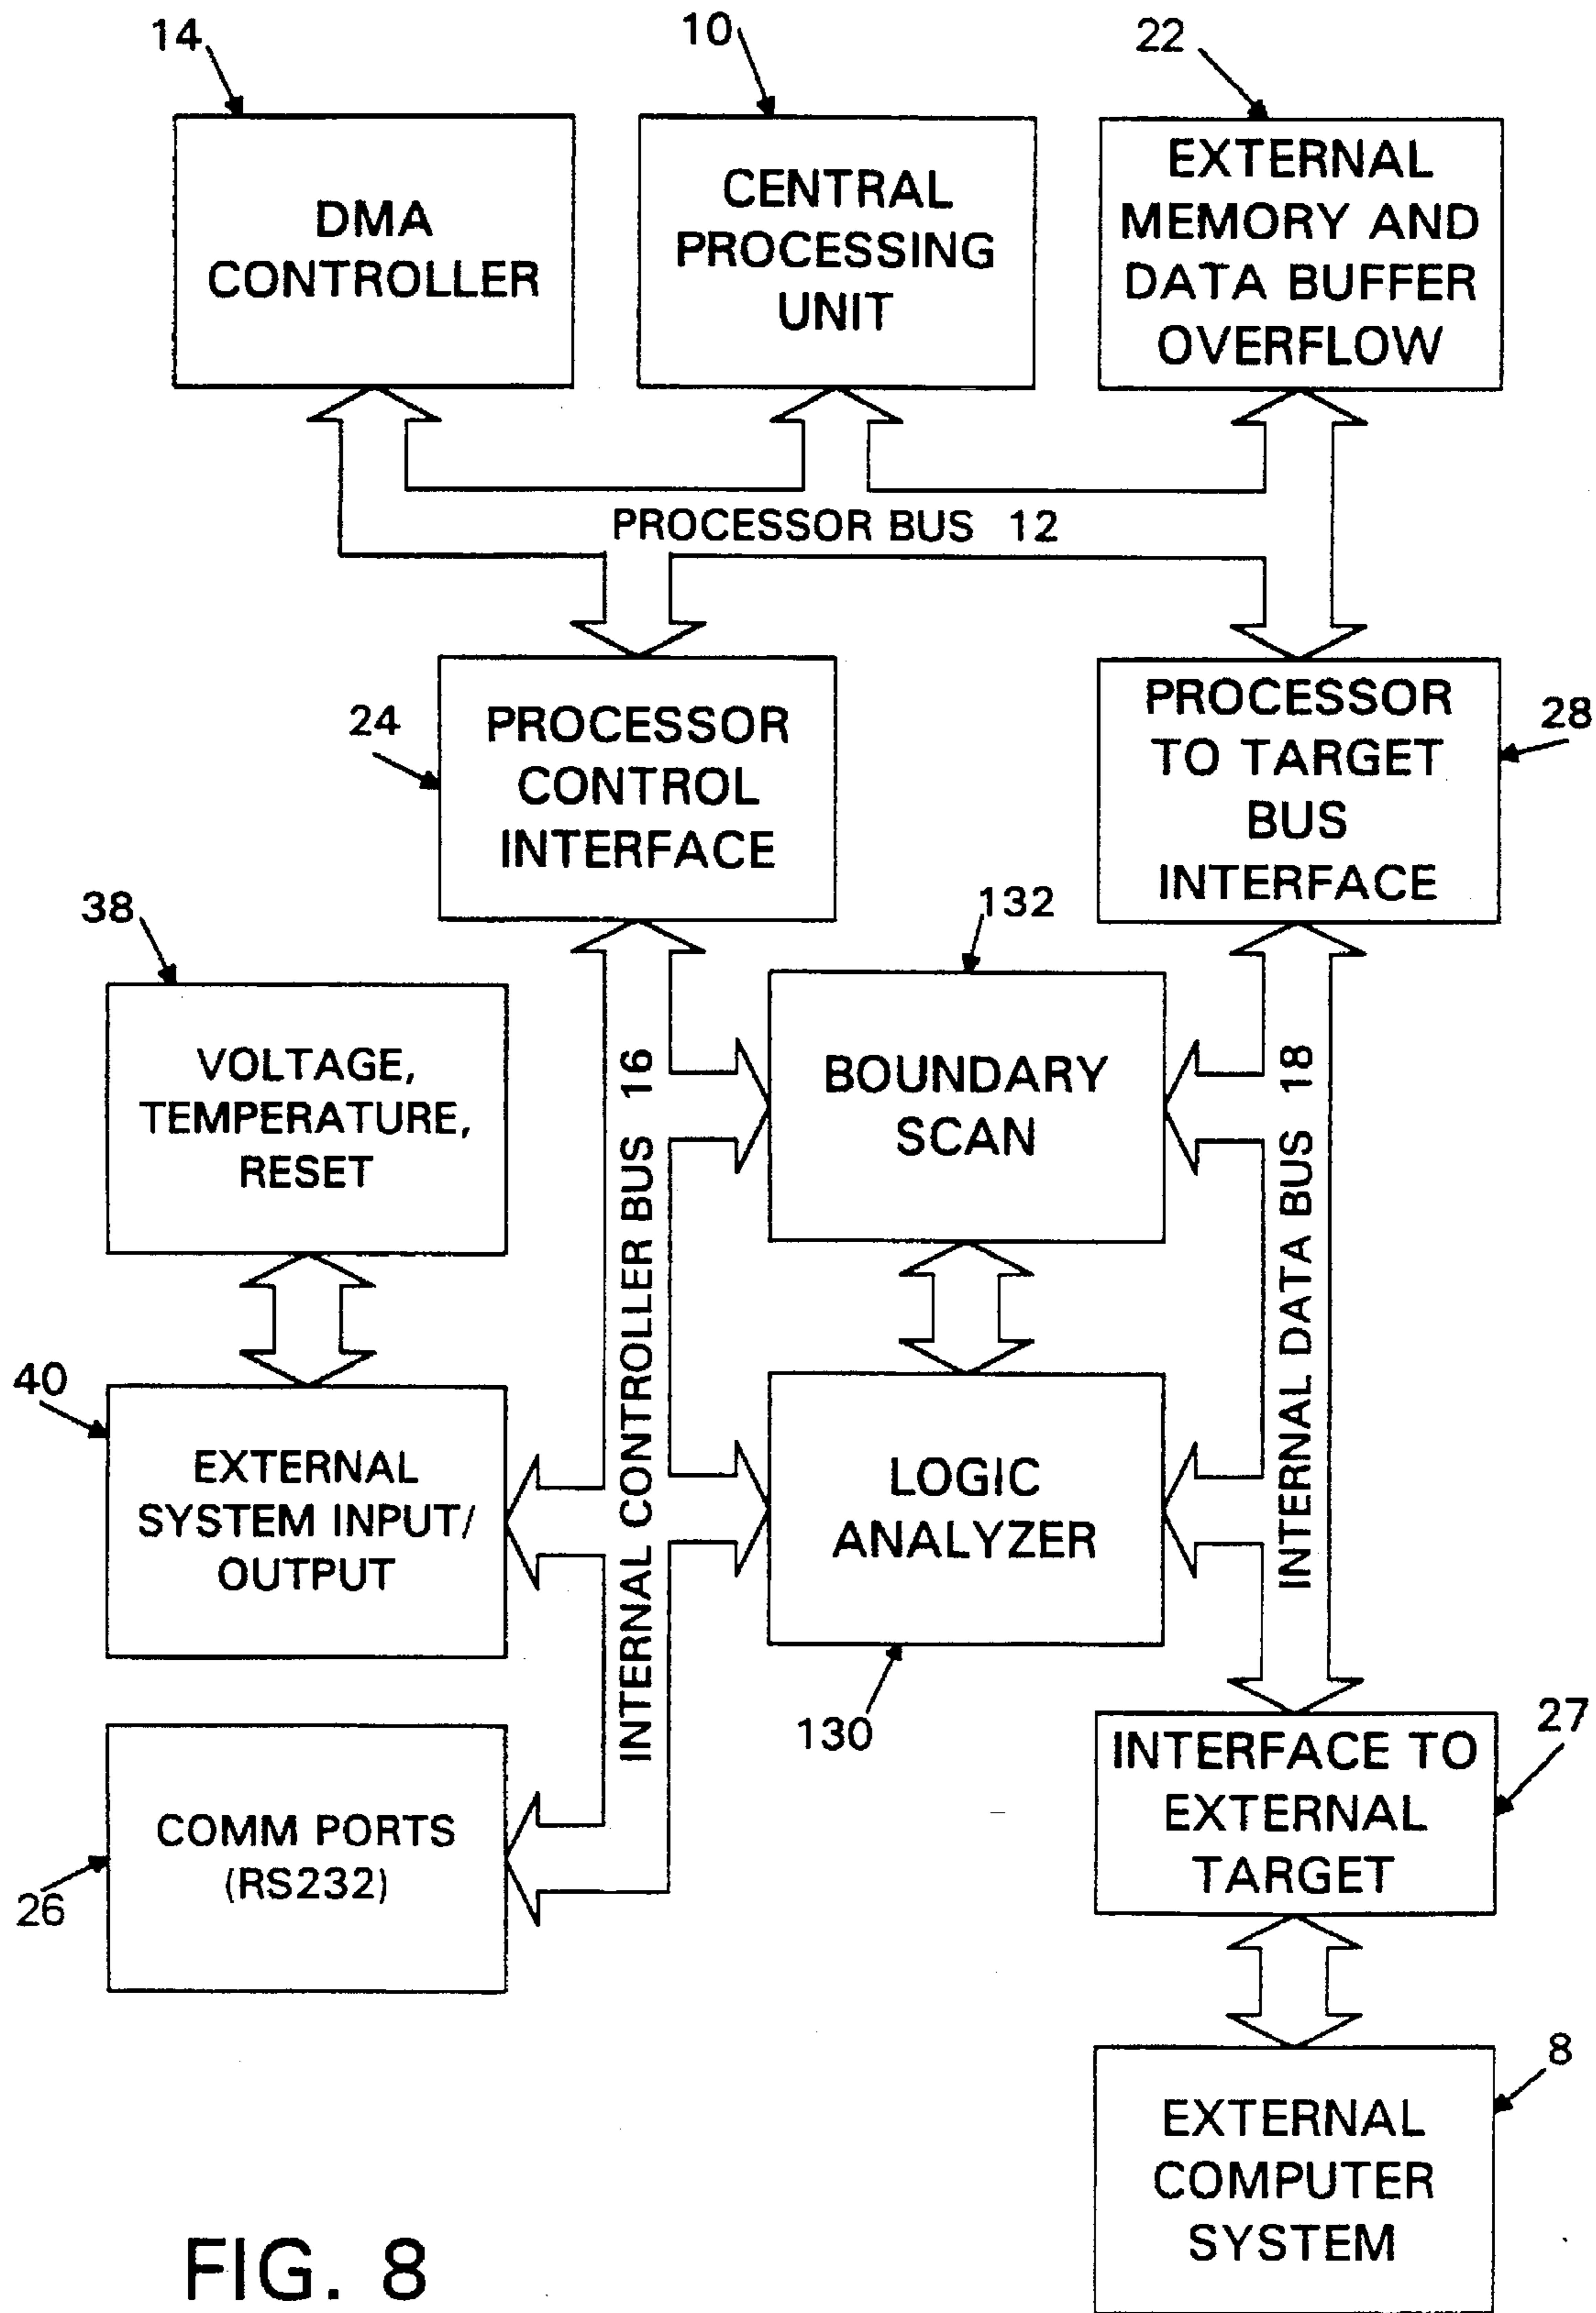 14
10
22
DMA
CONTROLLER
CENTRAL
PROCESSING
UNIT
EXTERNAL
MEMORY AND
DATA BUFFER
OVERFLOW
PROCESSOR BUS 12
24
PROCESSOR
CONTROL
INTERFACE
PROCESSOR
TO TARGET
BUS
INTERFACE
28
38
132
VOLTAGE,
TEMPERATURE,
RESET
INTERNAL CONTROLLER BUS 16
BOUNDARY
SCAN
INTERNAL DATA BUS 18
40
EXTERNAL
SYSTEM INPUT/
OUTPUT
LOGIC
ANALYZER
130
27
COMM PORTS
(RS232)
26
INTERFACE TO
EXTERNAL
TARGET
8
EXTERNAL
COMPUTER
SYSTEM
FIG. 8